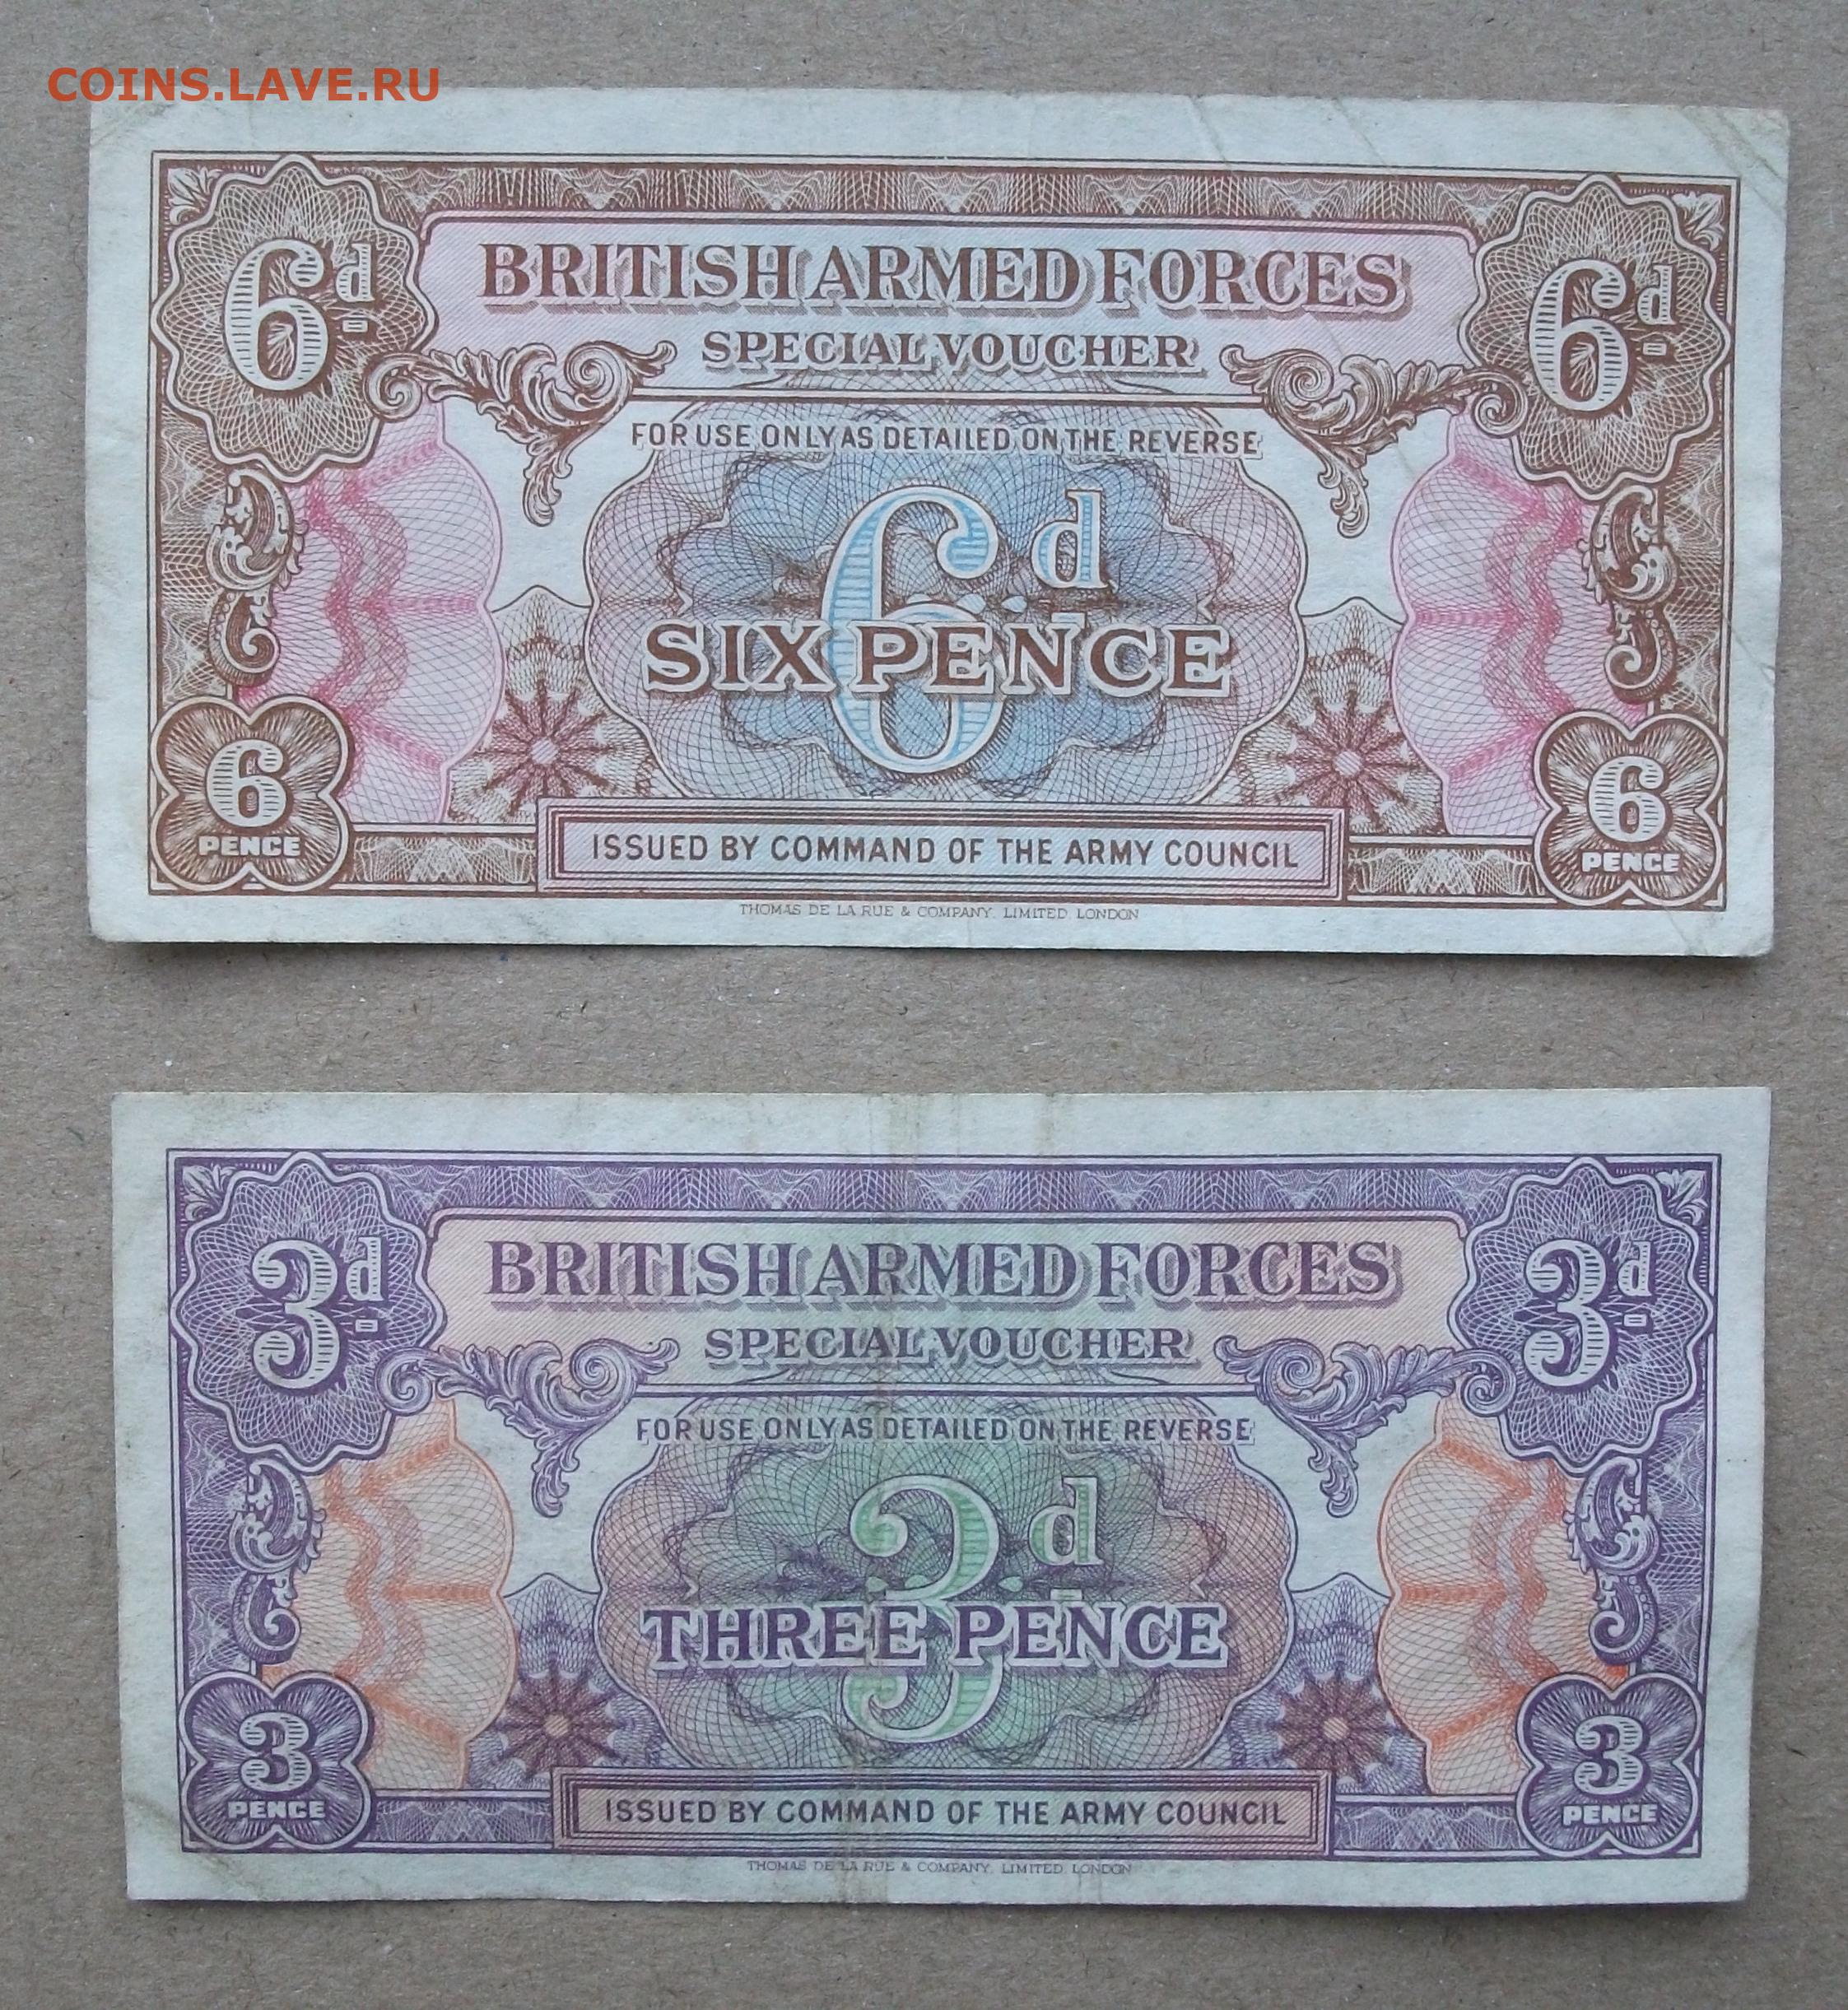 COINS.LAVE.RU
6d 6d
BRITISH ARMED FORCES
SPECIAL VOUCHER
FOR USE ONLY AS DETAILED ON THE REVERSE
6d
SIX PENCE
6 6
PENCE PENCE
ISSUED BY COMMAND OF THE ARMY COUNCIL
THOMAS DE LA RUE & COMPANY, LIMITED, LONDON
3d 3d
BRITISH ARMED FORCES
SPECIAL VOUCHER
FOR USE ONLY AS DETAILED ON THE REVERSE
3d
THREE PENCE
3 3
PENCE PENCE
ISSUED BY COMMAND OF THE ARMY COUNCIL
THOMAS DE LA RUE & COMPANY, LIMITED, LONDON